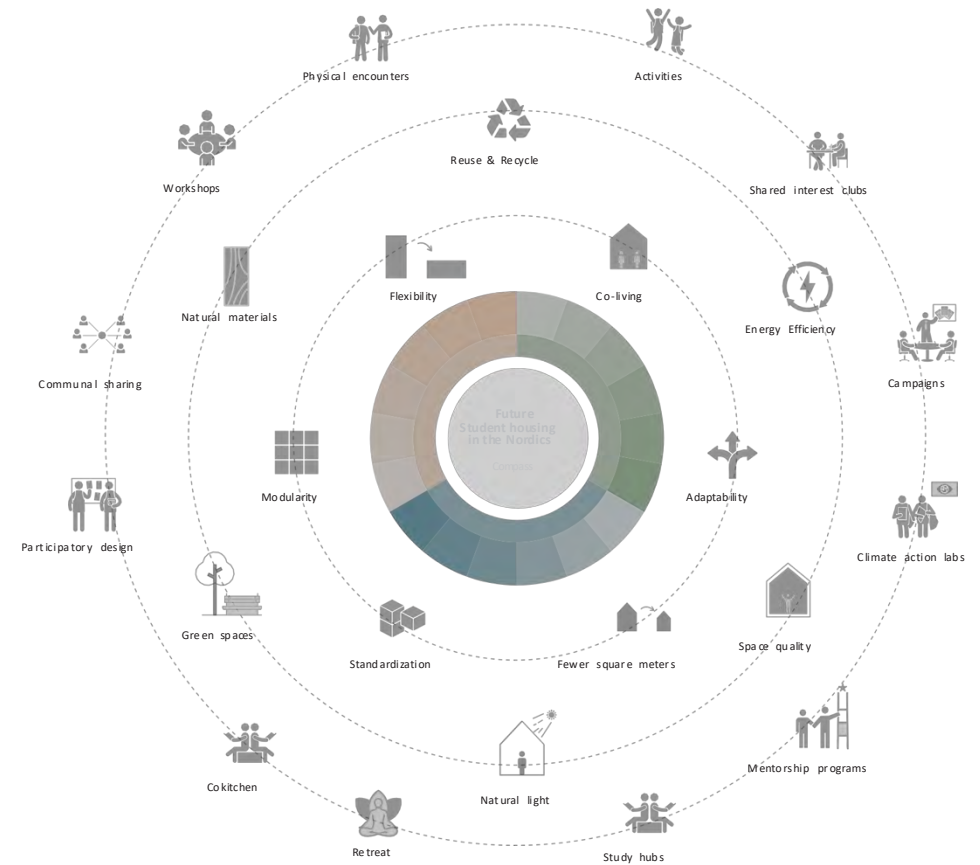 Physical encounters
Activities
Reuse & Recycle
Workshops
Shared interest clubs
Flexibility
Co-living
Natural materials
Energy Efficiency
Communal sharing
Campaigns
Future
Student housing
in the Nordics
Compass
Modularity
Adaptability
Participatory design
Climate action labs
Green spaces
Space quality
Standardization
Fewer square meters
Cokitchen
Natural light
Mentorship programs
Retreat
Study hubs